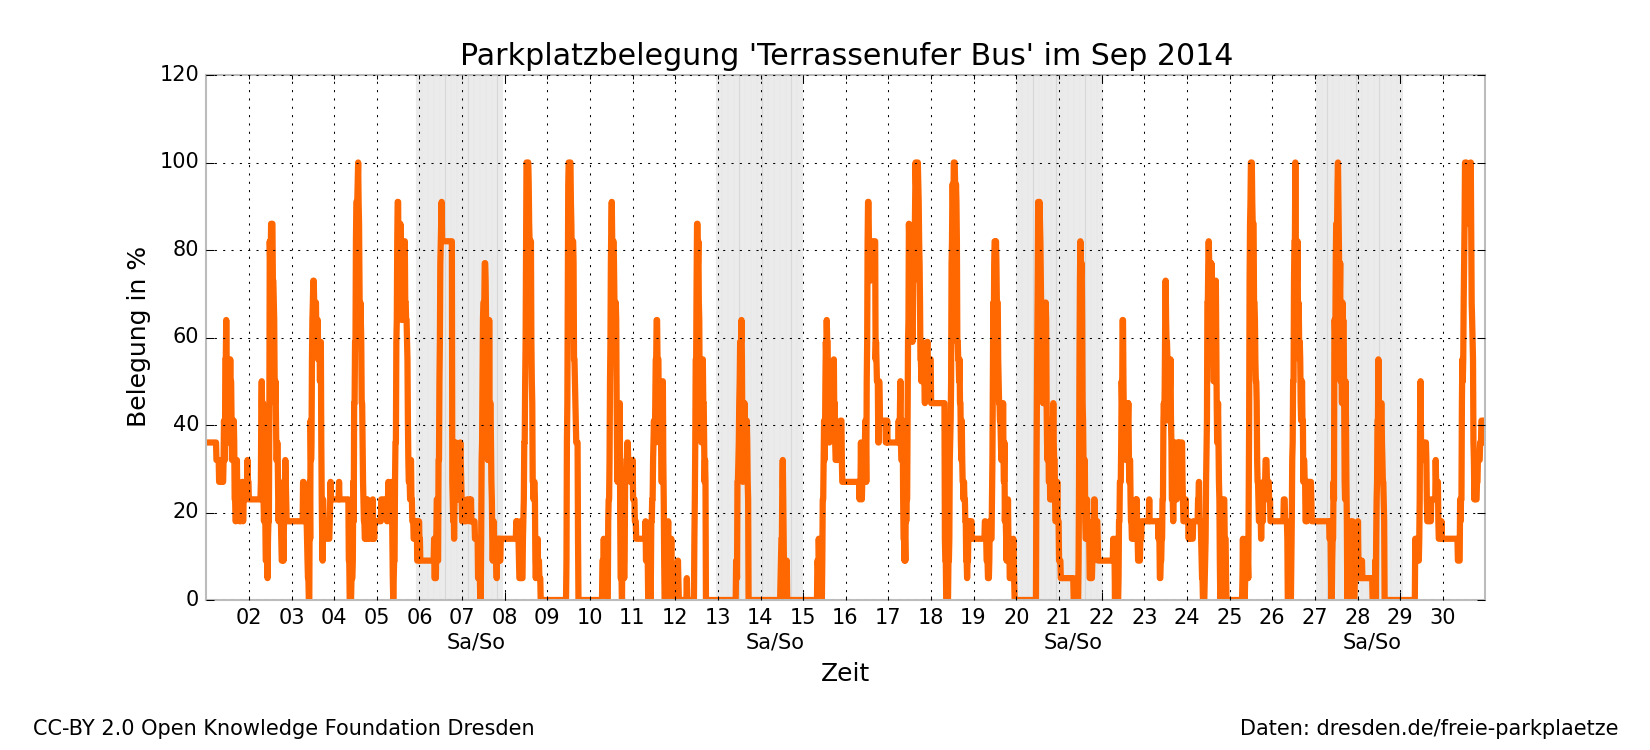 Parkplatzbelegung 'Terrassenufer Bus' im Sep 2014
120
100
80
60
40
20
0
Belegung in %
02 03 04 05 06 07 08 09 10 11 12 13 14 15 16 17 18 19 20 21 22 23 24 25 26 27 28 29 30
Sa/So Sa/So Sa/So Sa/So
Zeit
CC-BY 2.0 Open Knowledge Foundation Dresden
Daten: dresden.de/freie-parkplaetze